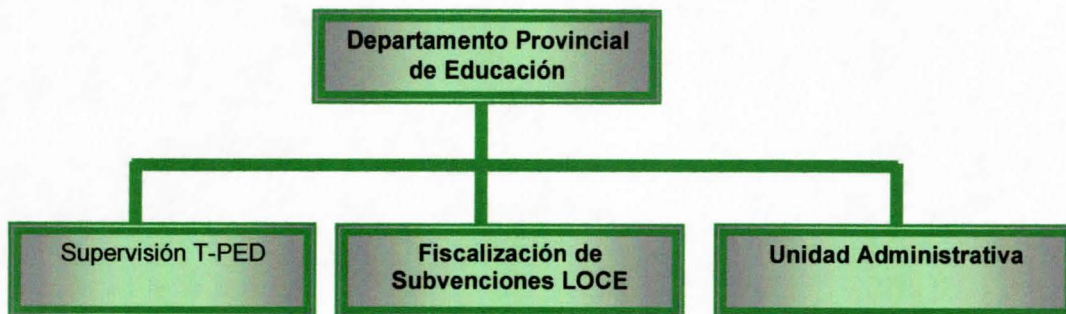 Departamento Provincial
de Educación
Supervisión T-PED
Fiscalización de
Subvenciones LOCE
Unidad Administrativa